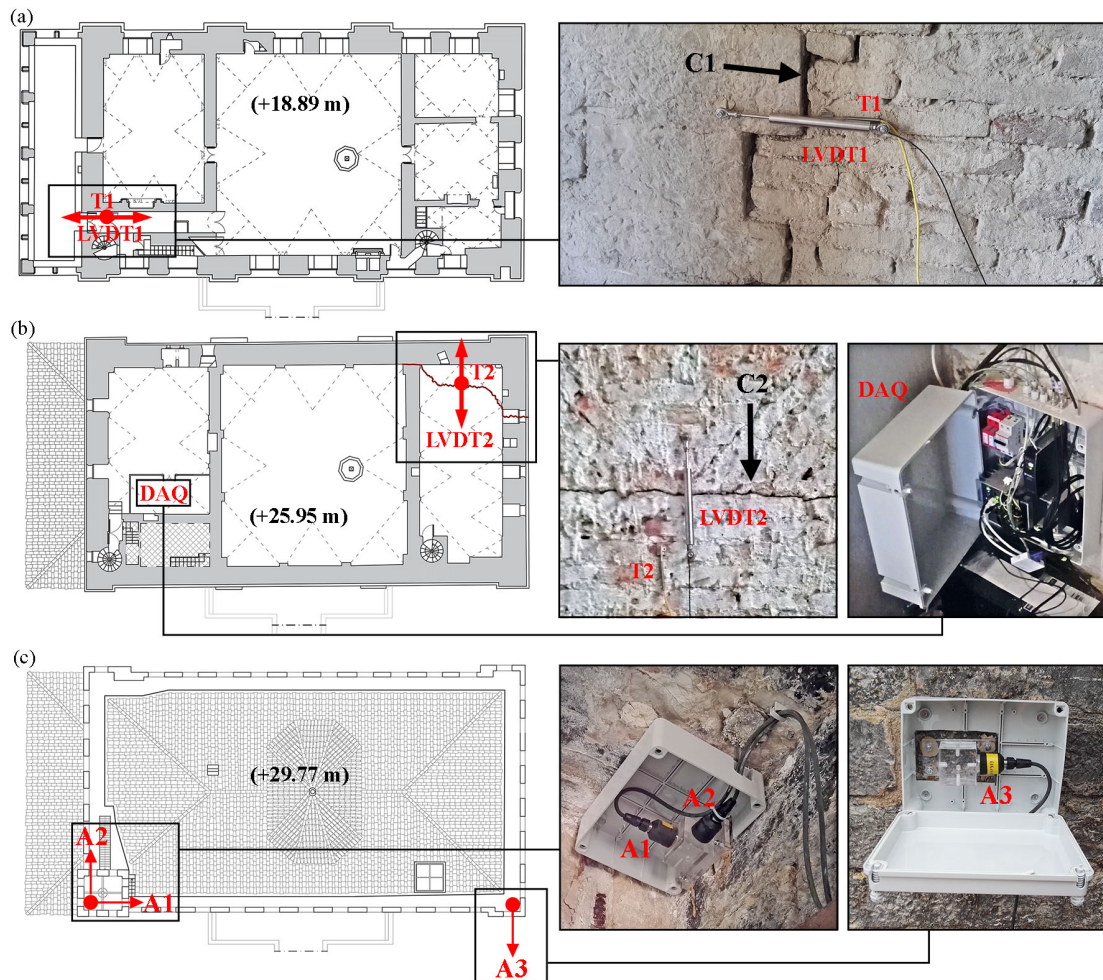 (a)
(+18.89 m)
T1
LVDT1
C1
T1
LVDT1
(b)
T2
LVDT2
DAQ
(+25.95 m)
C2
LVDT2
T2
DAQ
(c)
(+29.77 m)
A2
A1
A3
A2
A1
A3